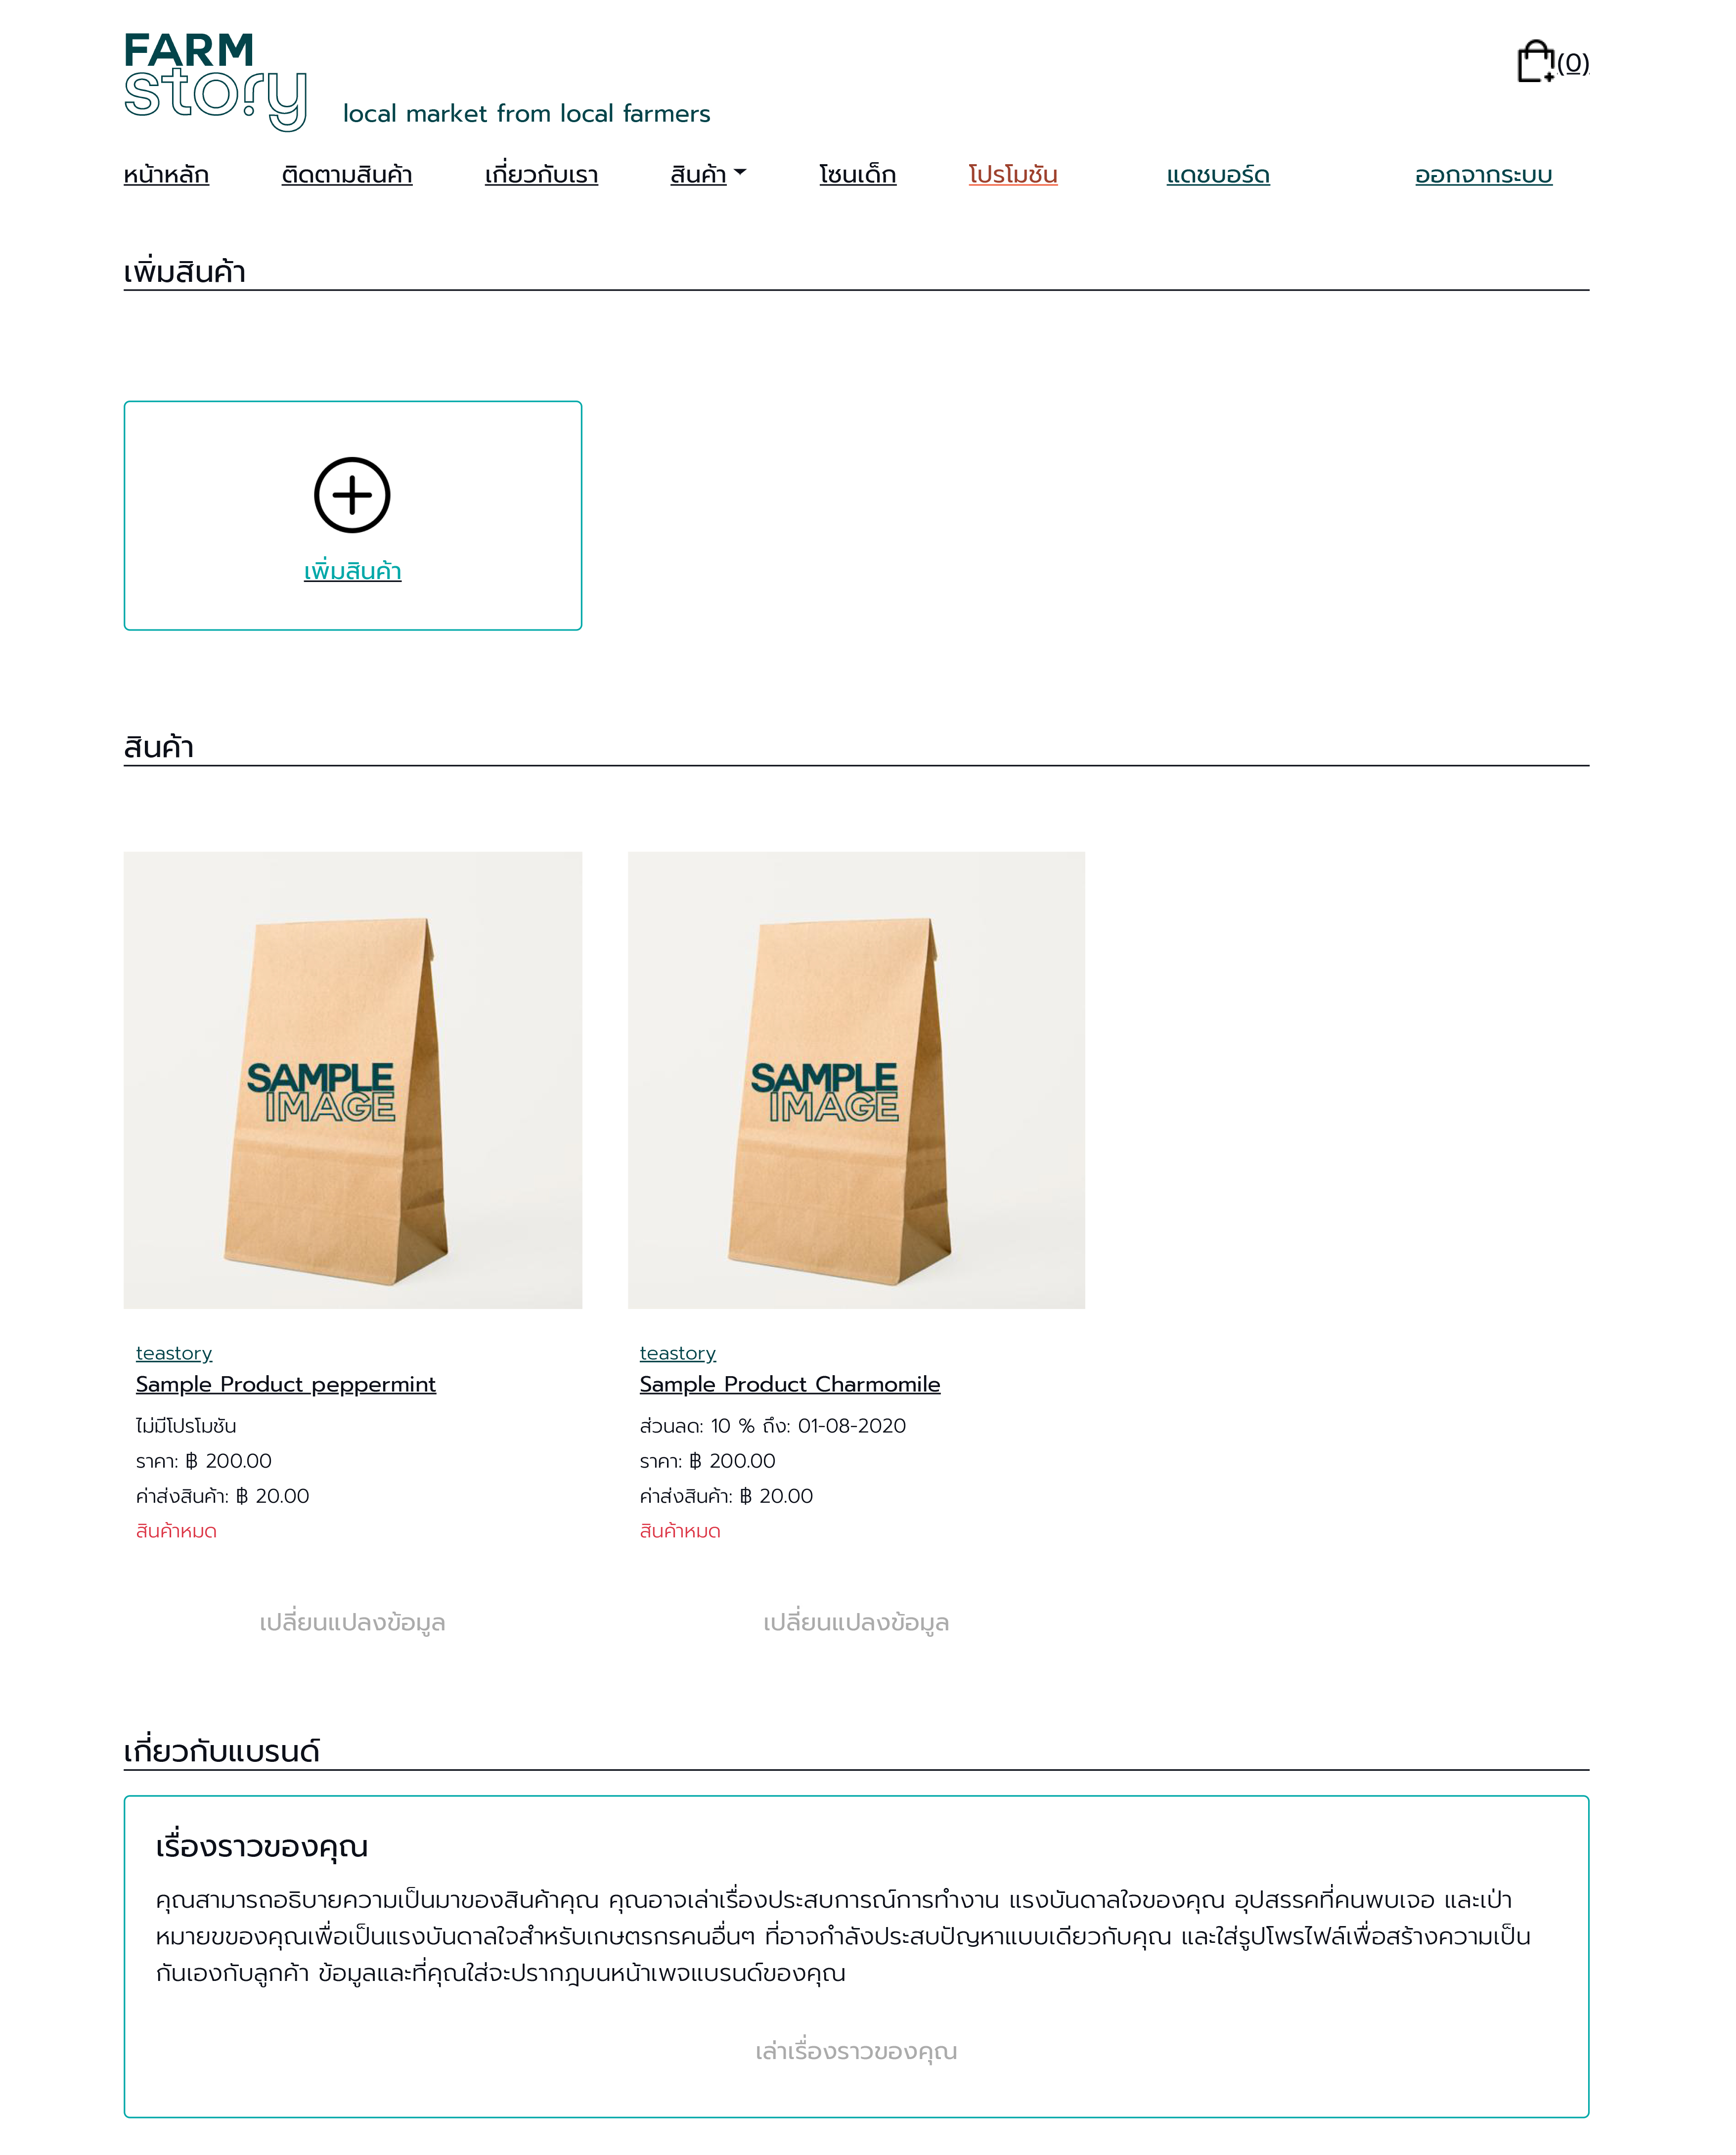 FARM
story
local market from local farmers
(0)
หน้าหลัก ติดตามสินค้า เกี่ยวกับเรา สินค้า โซนเด็ก โปรโมชัน แดชบอร์ด ออกจากระบบ
เพิ่มสินค้า
เพิ่มสินค้า
สินค้า
SAMPLE
IMAGE
SAMPLE
IMAGE
teastory
Sample Product peppermint
ไม่มีโปรโมชัน
ราคา: ฿ 200.00
ค่าส่งสินค้า: ฿ 20.00
สินค้าหมด
เปลี่ยนแปลงข้อมูล
teastory
Sample Product Charmomile
ส่วนลด: 10 % ถึง: 01-08-2020
ราคา: ฿ 200.00
ค่าส่งสินค้า: ฿ 20.00
สินค้าหมด
เปลี่ยนแปลงข้อมูล
เกี่ยวกับแบรนด์
เรื่องราวของคุณ
คุณสามารถอธิบายความเป็นมาของสินค้าคุณ คุณอาจเล่าเรื่องประสบการณ์การทำงาน แรงบันดาลใจของคุณ อุปสรรคที่คนพบเจอ และเป่า
หมายขของคุณเพื่อเป็นแรงบันดาลใจสำหรับเกษตรกรคนอื่นๆ ที่อาจกำลังประสบปัญหาแบบเดียวกับคุณ และใส่รูปโพรไฟล์เพื่อสร้างความเป็น
กันเองกับลูกค้า ข้อมูลและที่คุณใส่จะปรากฎบนหน้าเพจแบรนด์ของคุณ
เล่าเรื่องราวของคุณ